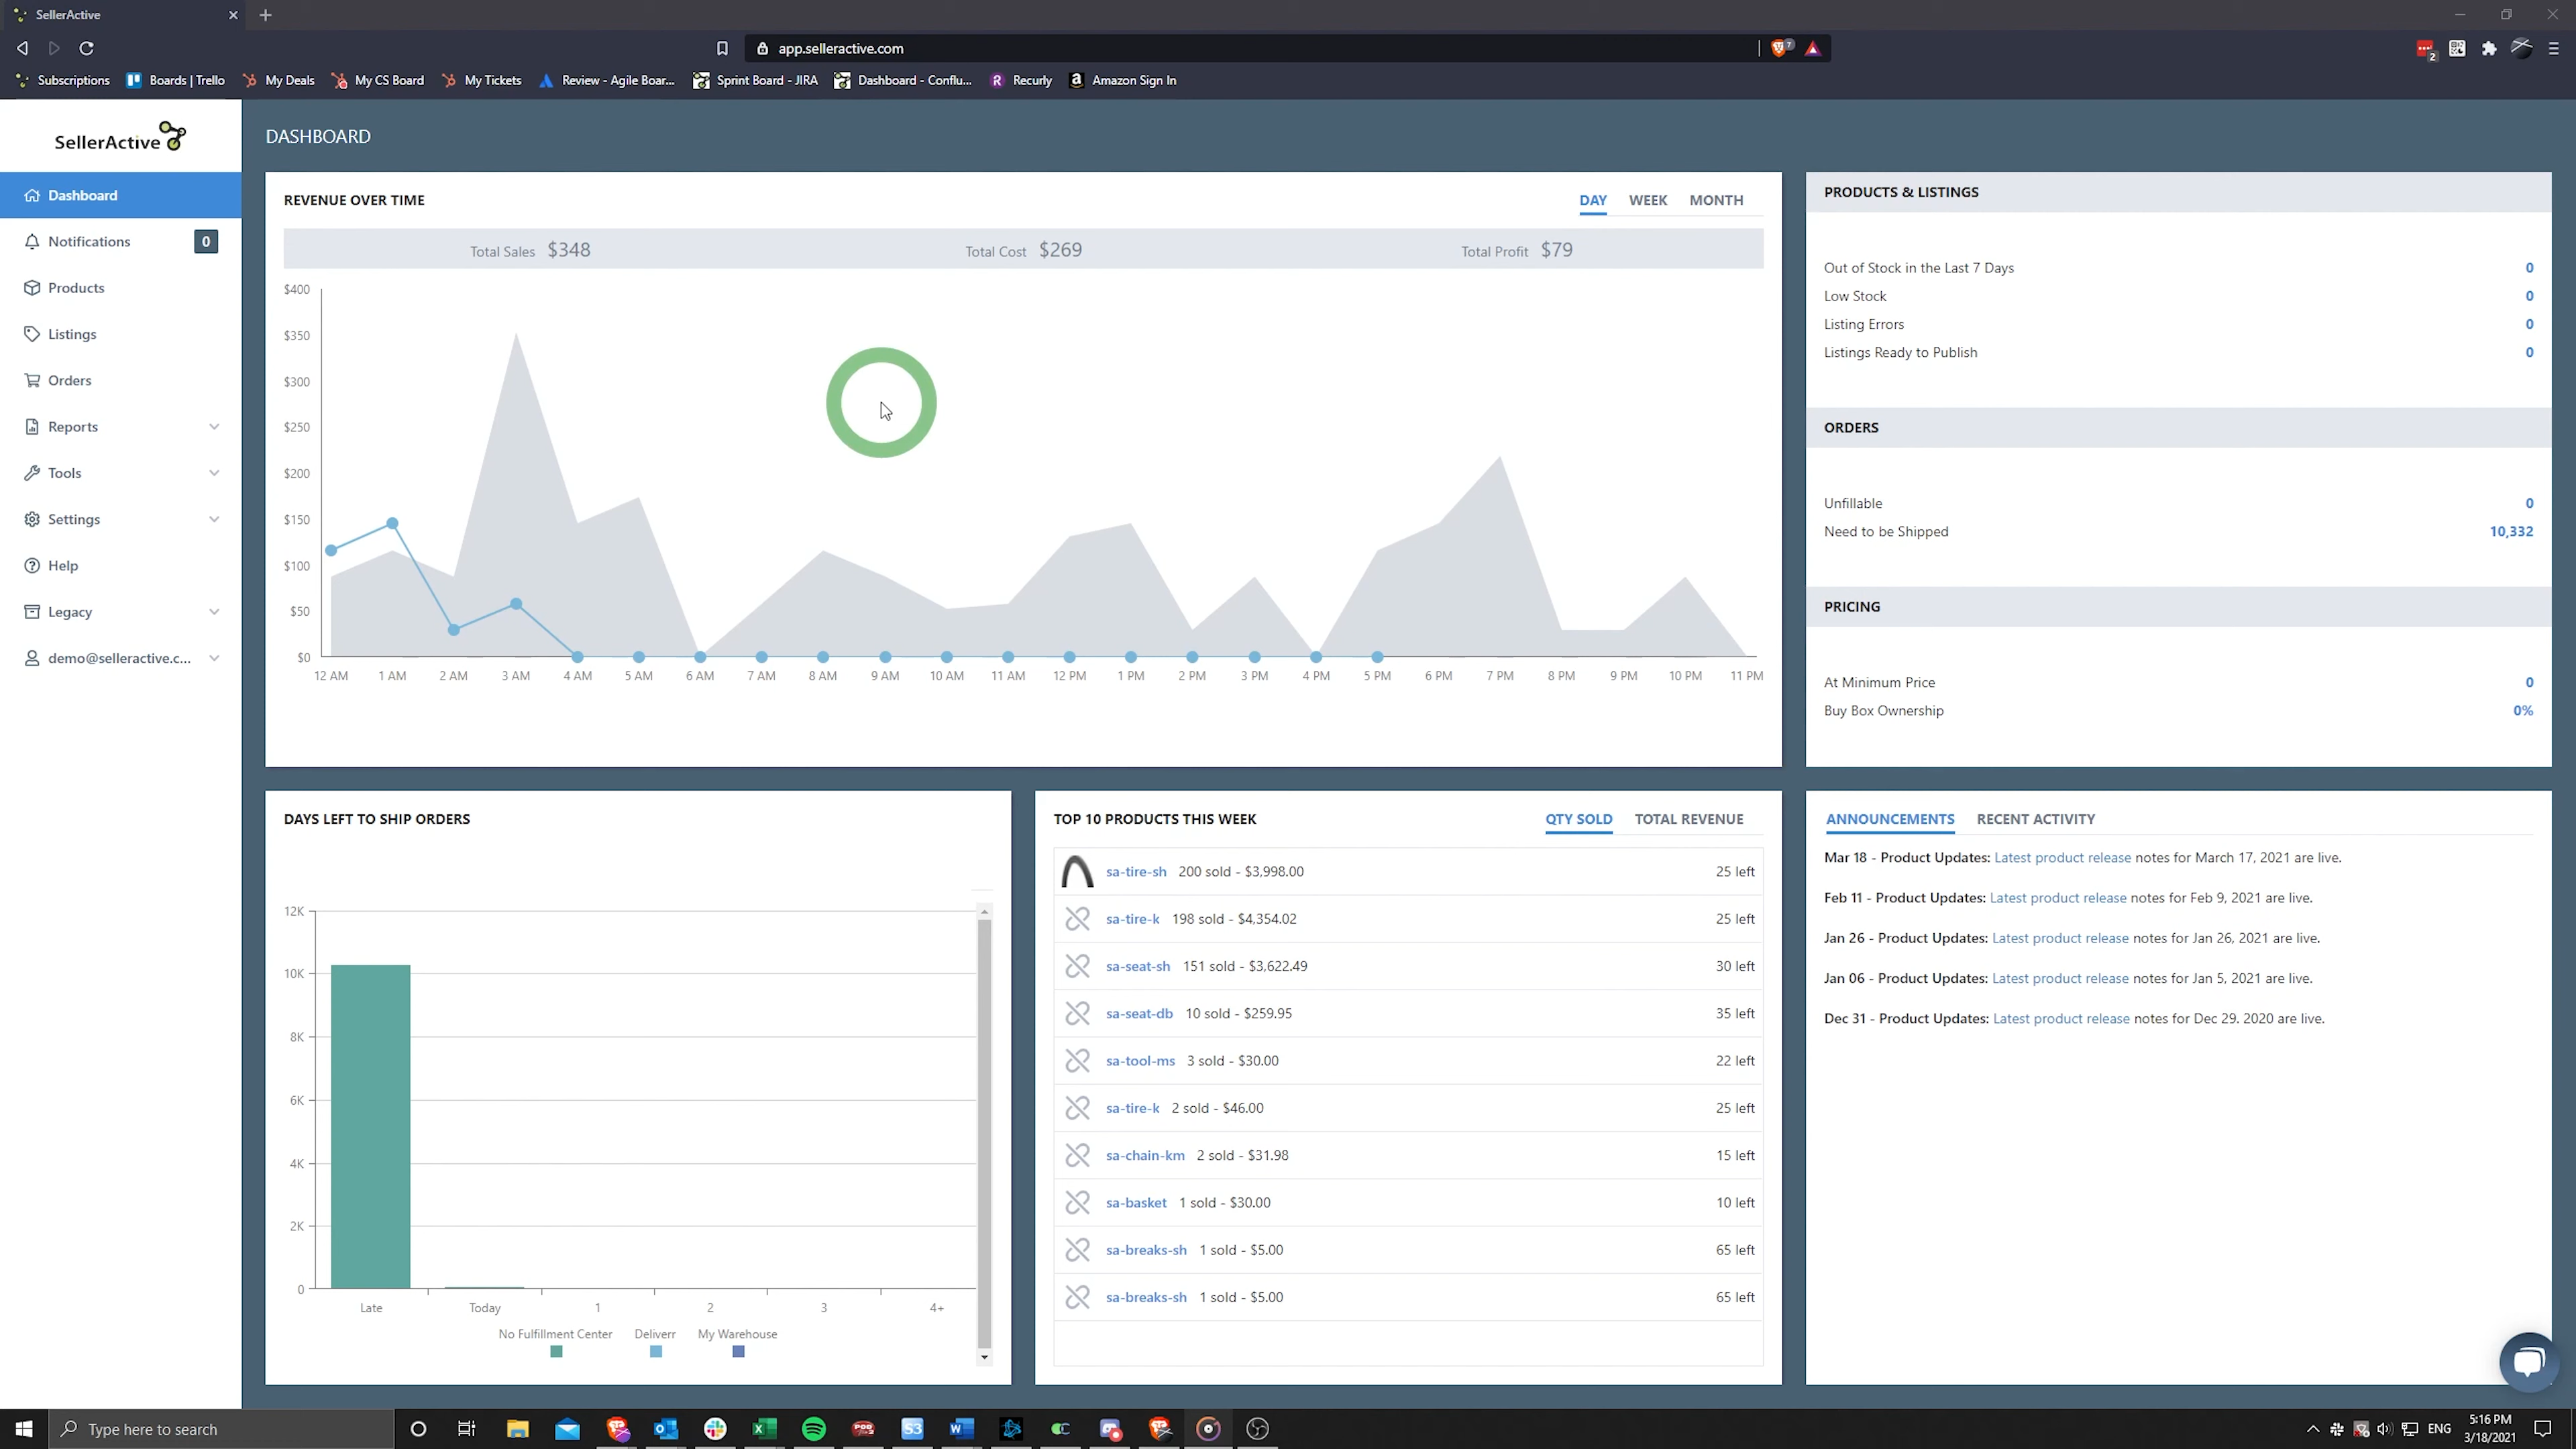 SellerActive
app.selleractive.com
7
2
Subscriptions
Boards | Trello
My Deals
My CS Board
My Tickets
Review - Agile Boar...
Sprint Board - JIRA
Dashboard - Conflu...
Recurly
Amazon Sign In
SellerActive
Dashboard
Notifications 0
Products
Listings
Orders
Reports
Tools
Settings
Help
Legacy
demo@selleractive.c...
DASHBOARD
REVENUE OVER TIME
DAY WEEK MONTH
Total Sales $348 Total Cost $269 Total Profit $79
$400
$350
$300
$250
$200
$150
$100
$50
$0
12 AM 1 AM 2 AM 3 AM 4 AM 5 AM 6 AM 7 AM 8 AM 9 AM 10 AM 11 AM 12 PM 1 PM 2 PM 3 PM 4 PM 5 PM 6 PM 7 PM 8 PM 9 PM 10 PM 11 PM
PRODUCTS & LISTINGS
Out of Stock in the Last 7 Days 0
Low Stock 0
Listing Errors 0
Listings Ready to Publish 0
ORDERS
Unfillable 0
Need to be Shipped 10,332
PRICING
At Minimum Price 0
Buy Box Ownership 0%
DAYS LEFT TO SHIP ORDERS
12K
10K
8K
6K
4K
2K
0
Late Today 1 2 3 4+
No Fulfillment Center Deliverr My Warehouse
TOP 10 PRODUCTS THIS WEEK
QTY SOLD TOTAL REVENUE
sa-tire-sh 200 sold - $3,998.00 25 left
sa-tire-k 198 sold - $4,354.02 25 left
sa-seat-sh 151 sold - $3,622.49 30 left
sa-seat-db 10 sold - $259.95 35 left
sa-tool-ms 3 sold - $30.00 22 left
sa-tire-k 2 sold - $46.00 25 left
sa-chain-km 2 sold - $31.98 15 left
sa-basket 1 sold - $30.00 10 left
sa-breaks-sh 1 sold - $5.00 65 left
sa-breaks-sh 1 sold - $5.00 65 left
ANNOUNCEMENTS RECENT ACTIVITY
Mar 18 - Product Updates: Latest product release notes for March 17, 2021 are live.
Feb 11 - Product Updates: Latest product release notes for Feb 9, 2021 are live.
Jan 26 - Product Updates: Latest product release notes for Jan 26, 2021 are live.
Jan 06 - Product Updates: Latest product release notes for Jan 5, 2021 are live.
Dec 31 - Product Updates: Latest product release notes for Dec 29. 2020 are live.
Type here to search
S3
ENG
5:16 PM
3/18/2021